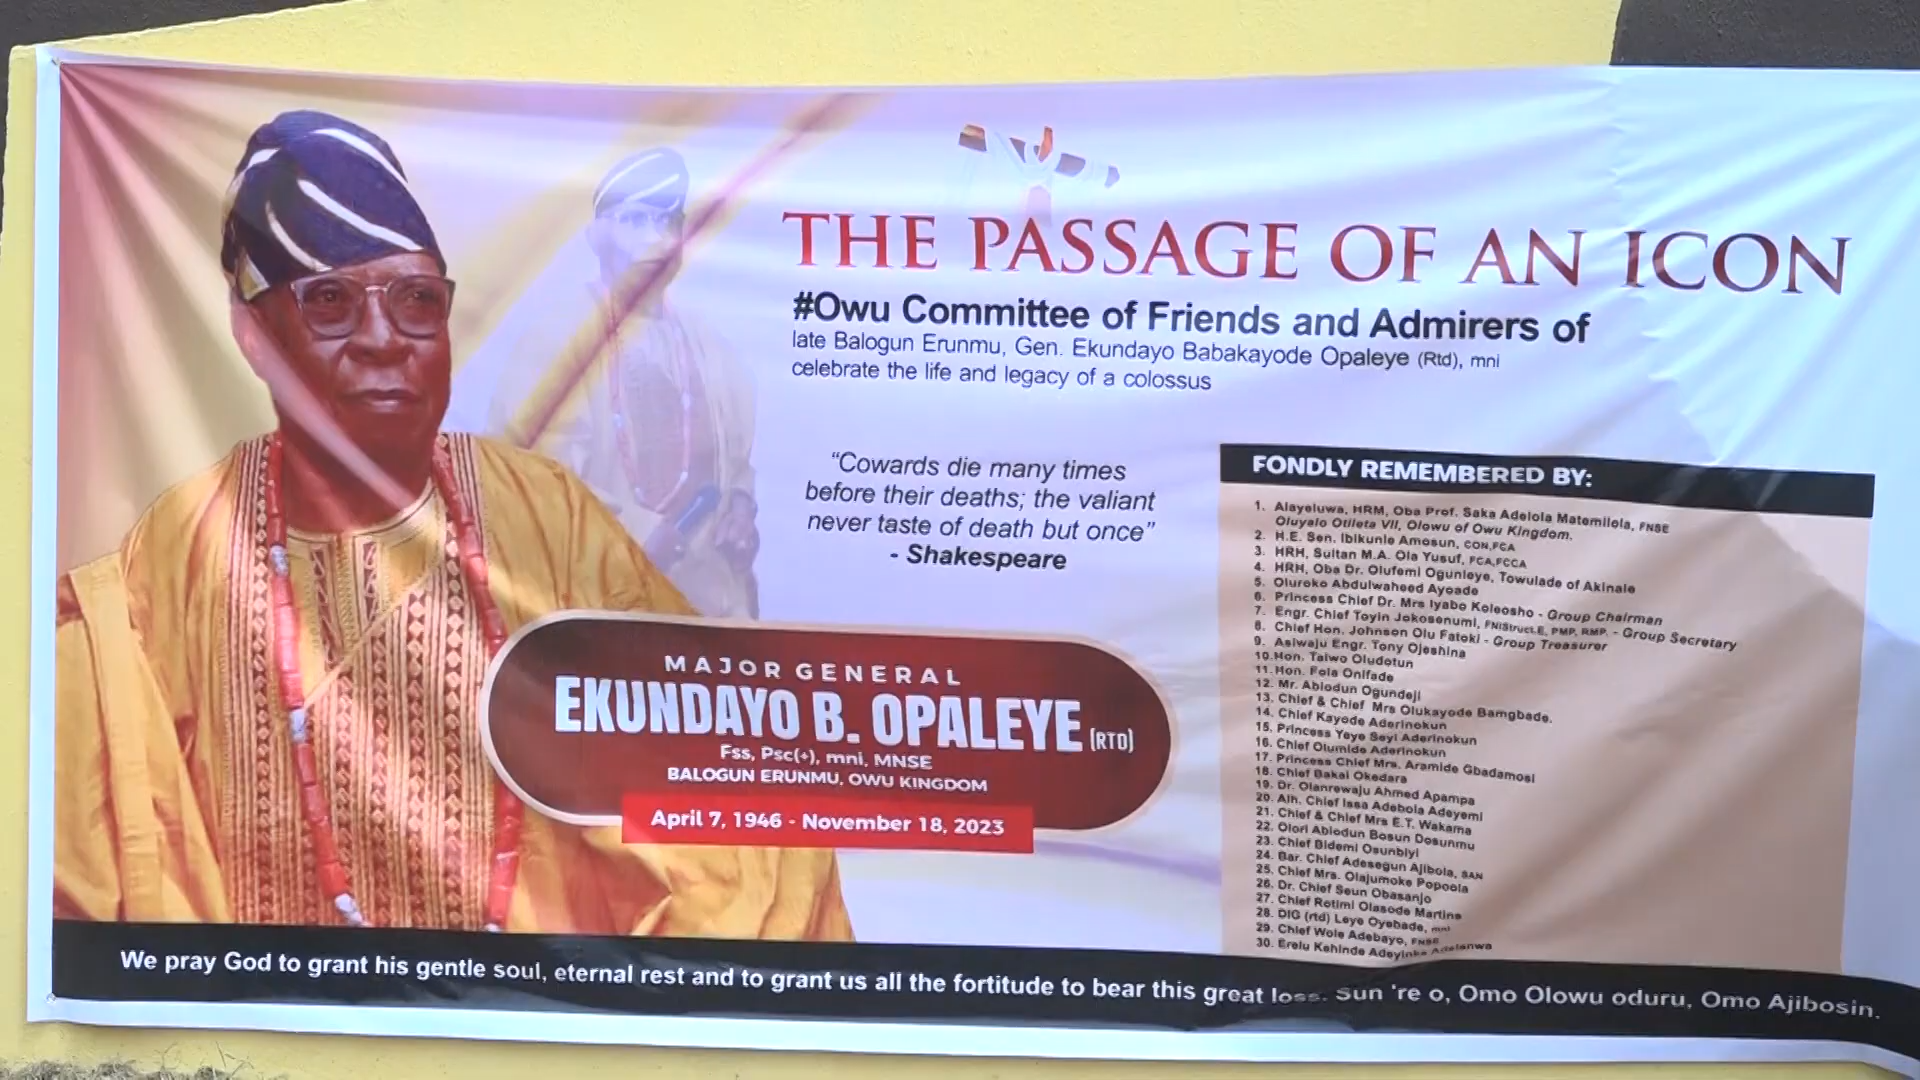 THE PASSAGE OF AN ICON
#Owu Committee of Friends and Admirers of
late Balogun Erunmu, Gen. Ekundayo Babakayode Opaleye (Rtd), mni
celebrate the life and legacy of a colossus
“Cowards die many times
before their deaths; the valiant
never taste of death but once”
- Shakespeare
MAJOR GENERAL
EKUNDAYO B. OPALEYE (RTD)
Fss, Psc(+), mni, MNSE
BALOGUN ERUNMU, OWU KINGDOM
April 7, 1946 - November 18, 2023
FONDLY REMEMBERED BY:
1. Alayeluwa, HRM, Oba Prof. Saka Adelola Matemilola, FNSE
Oluyalo Otileta VII, Olowu of Owu Kingdom.
2. H.E. Sen. Ibikunle Amosun, CON,FCA
3. HRH, Sultan M.A. Ola Yusuf, FCA,FCCA
4. HRH, Oba Dr. Olufemi Ogunleye, Towulade of Akinale
5. Oluroko Abdulwaheed Ayoade
6. Princess Chief Dr. Mrs Iyabo Koleosho - Group Chairman
7. Engr. Chief Toyin Jokosenumi, FNIStruct.E, PMP, RMP. - Group Secretary
8. Chief Hon. Johnson Olu Fatoki - Group Treasurer
9. Asiwaju Engr. Tony Ojeshina
10. Hon. Taiwo Oludotun
11. Hon. Fola Onifade
12. Mr. Abiodun Ogundeji
13. Chief & Chief Mrs Olukayode Bamgbade.
14. Chief Kayode Aderinokun
15. Princess Yeye Seyi Aderinokun
16. Chief Olumide Aderinokun
17. Princess Chief Mrs. Aramide Gbadamosi
18. Chief Bakai Okedara
19. Dr. Olanrewaju Ahmed Apampa
20. Alh. Chief Issa Adebola Adeyemi
21. Chief & Chief Mrs E.T. Wakama
22. Olori Abiodun Bosun Dosunmu
23. Chief Bidemi Osunbiyi
24. Bar. Chief Adesegun Ajibola, SAN
25. Chief Mrs. Olajumoke Popoola
26. Dr. Chief Seun Obasanjo
27. Chief Rotimi Olasode Martins
28. DIG (rtd) Leye Oyebade, mni
29. Chief Wole Adebayo, FNSE
30. Erelu Kehinde Adeyinka
We pray God to grant his gentle soul, eternal rest and to grant us all the fortitude to bear this great loss. Sun 're o, Omo Olowu oduru, Omo Ajibosin.